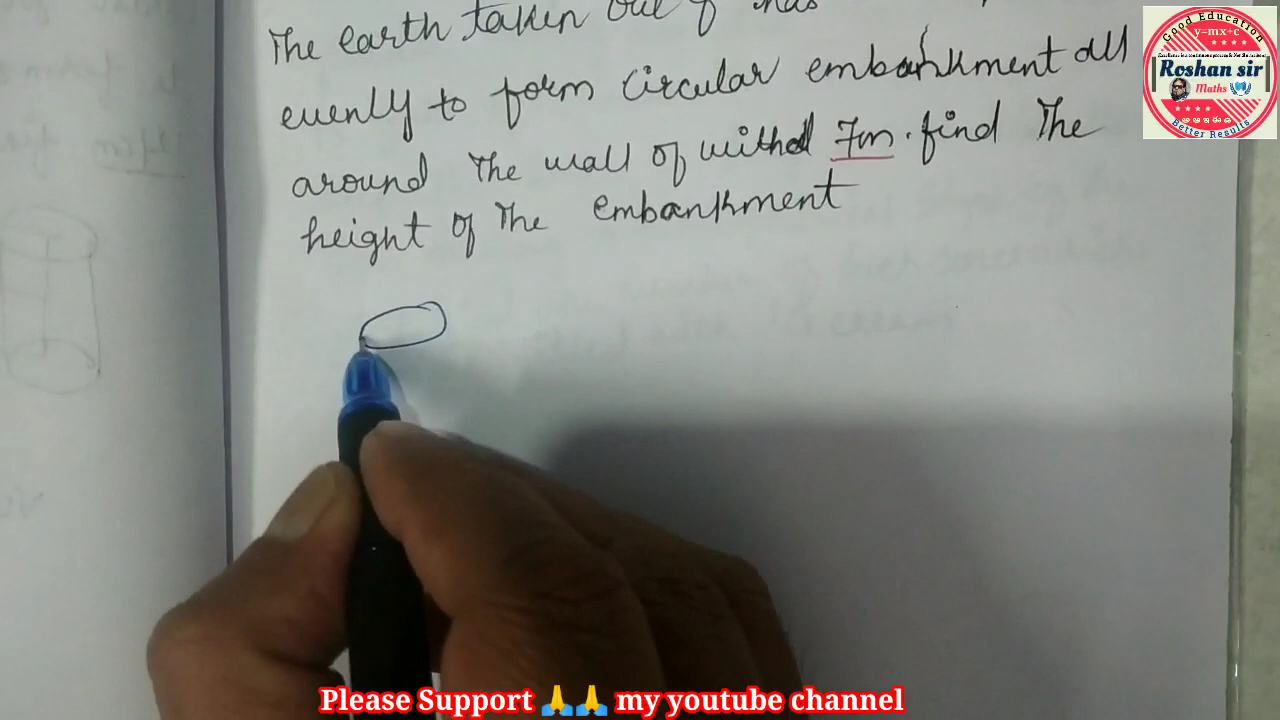 The earth taken out of has
evenly to form circular embankment all
around the wall of withd 7m. find the
height of the embankment
Good Education
y=mx+c
Roshan sir
Maths
Better Results
Please Support 🙏🙏 my youtube channel